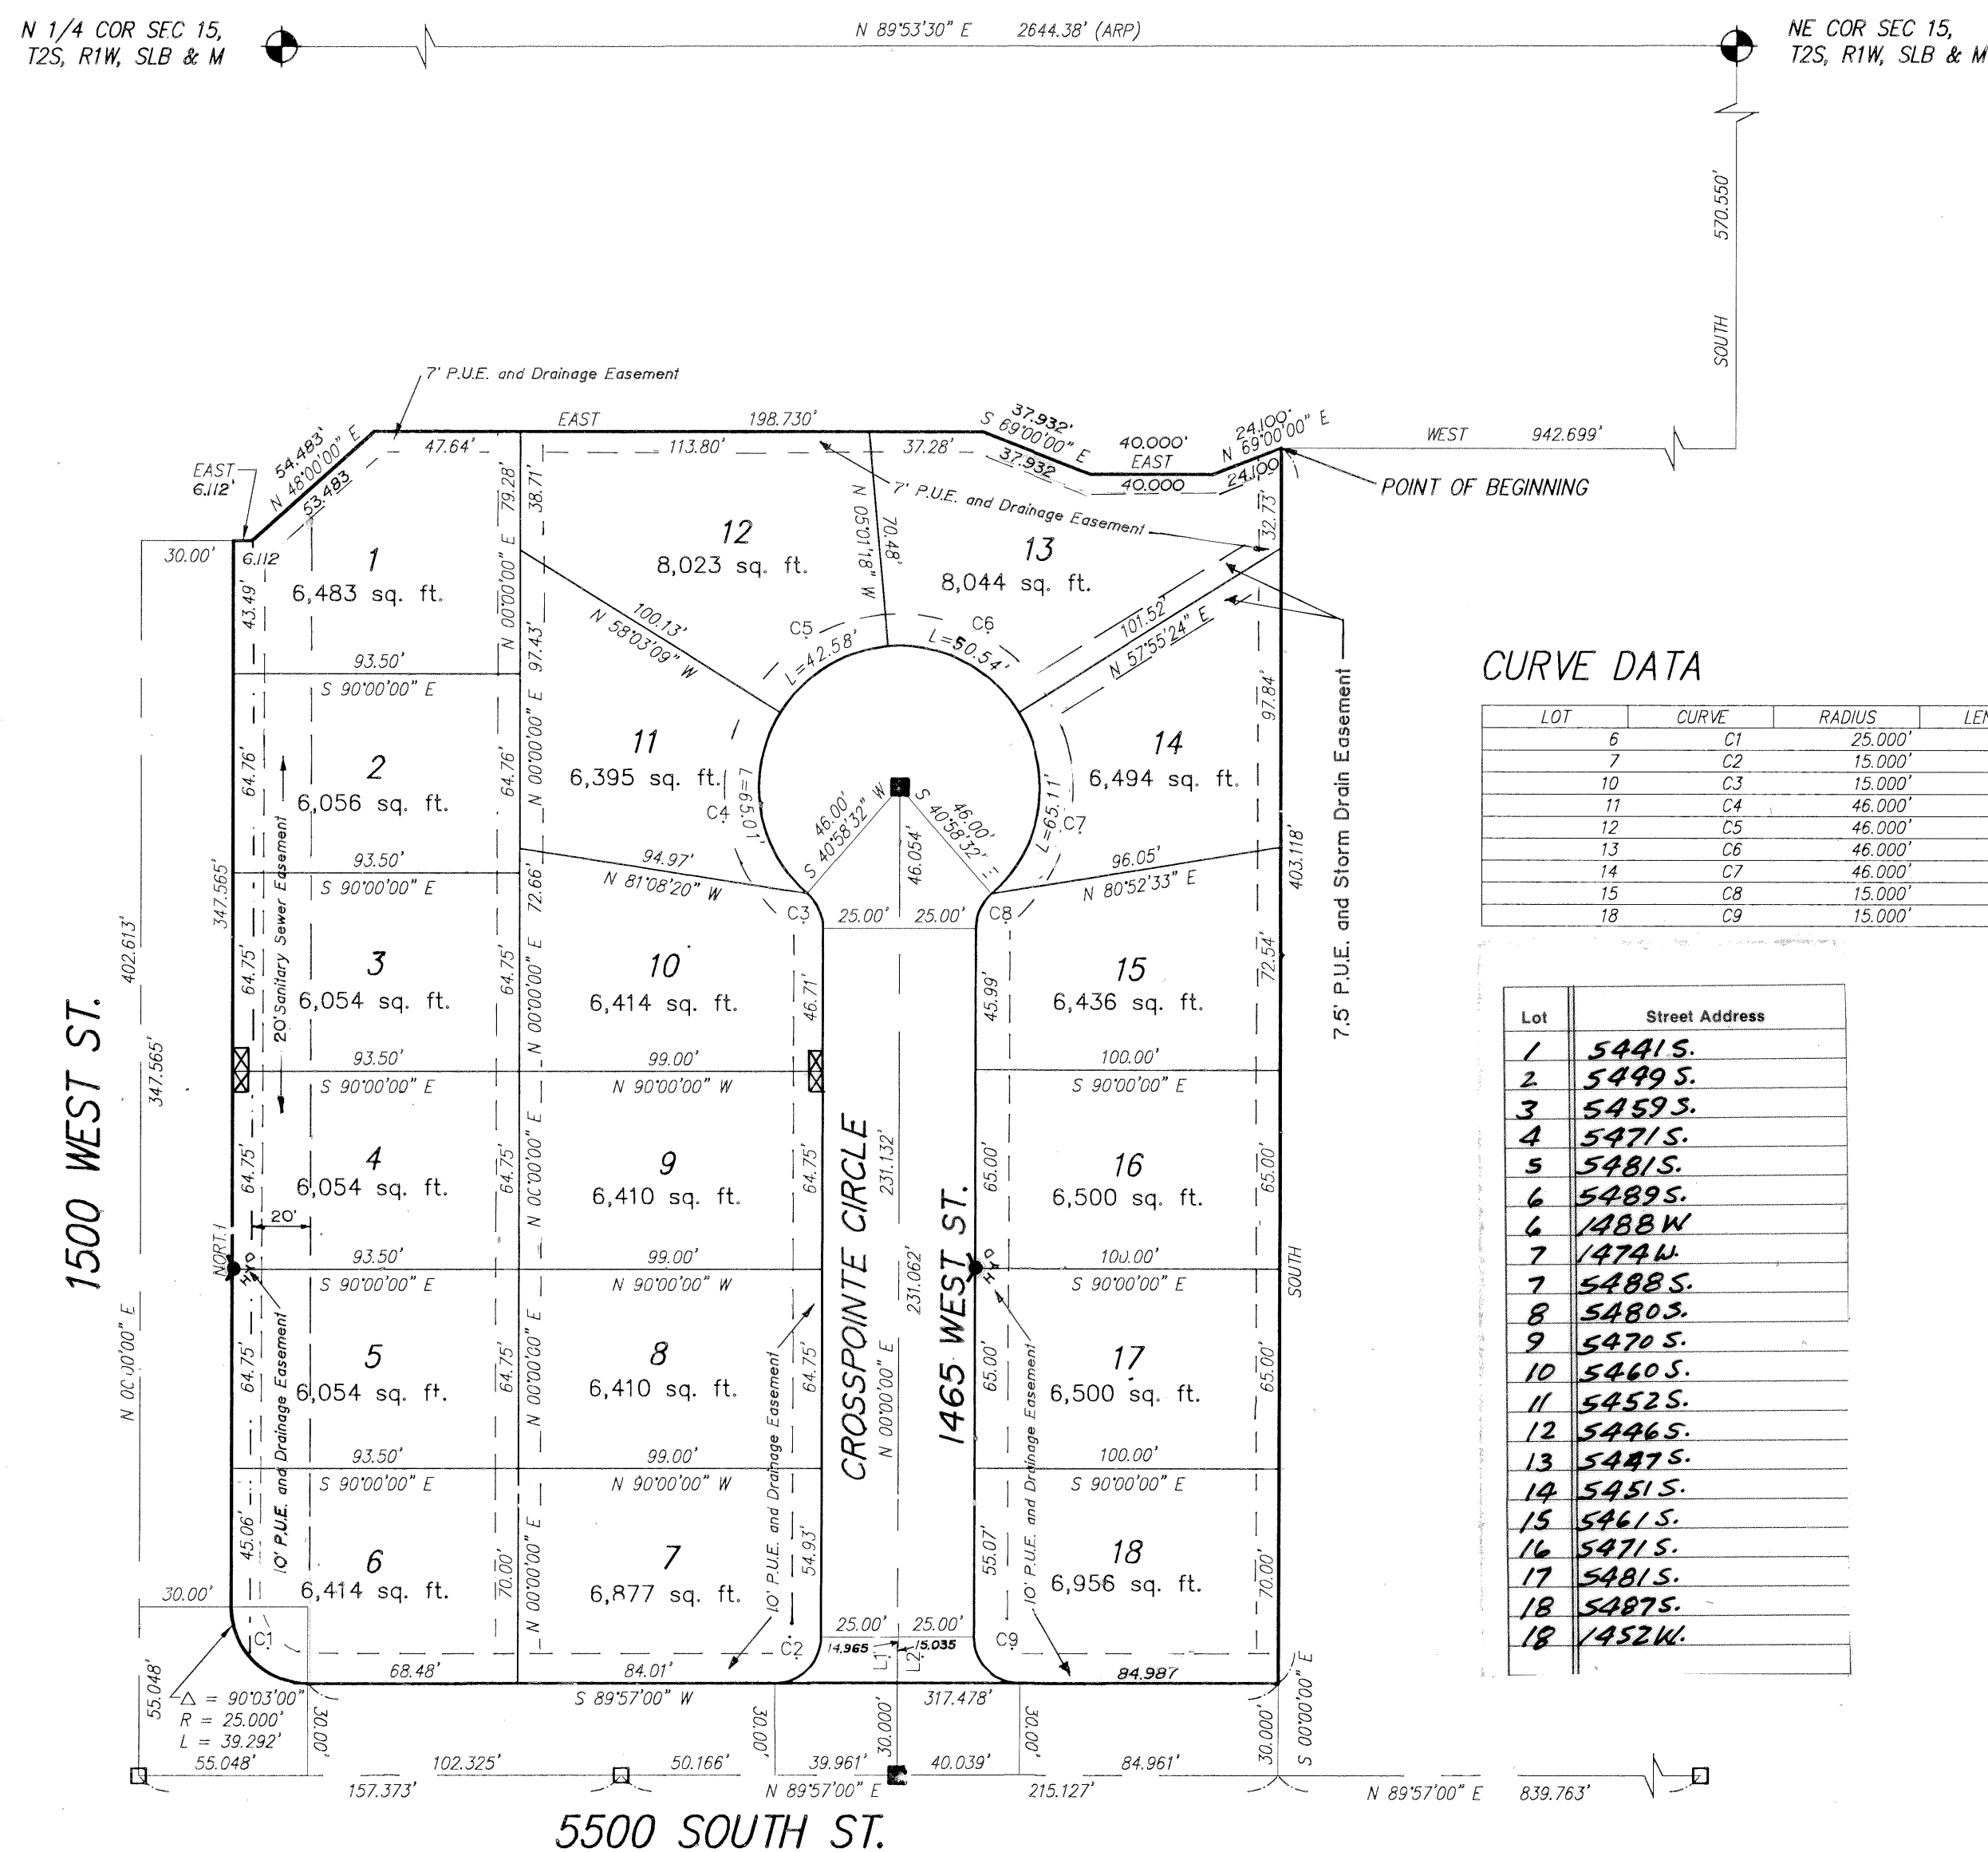 N 1/4 COR SEC 15,
T2S, R1W, SLB & M
N 89°53'30" E 2644.38' (ARP)
NE COR SEC 15,
T2S, R1W, SLB & M
570.550'
SOUTH
7' P.U.E. and Drainage Easement
EAST 198.730'
47.64'
113.80'
37.28'
37.932'
S 69°00'00" E
37.932
40.000'
EAST
40.000
24.100'
N 69°00'00" E
24.100
WEST 942.699'
POINT OF BEGINNING
EAST
6.112'
54.483'
N 48°00'00" E
53.483
30.00'
6.112
43.49'
1
6,483 sq. ft.
N 00°00'00" E 79.28'
38.71'
12
8,023 sq. ft.
N 05°01'18" W
70.48'
7' P.U.E. and Drainage Easement
13
8,044 sq. ft.
32.73'
100.13'
N 58°03'09" W
C5
L=42.58'
C6
L=50.54'
101.52'
N 57°55'24" E
93.50'
S 90°00'00" E
N 00°00'00" E 97.43'
97.84'
64.76'
2
6,056 sq. ft.
64.76'
11
6,395 sq. ft.
L=65.01'
C4
46.00'
S 40°58'32" W
46.00'
S 40°58'32" E
46.054'
L=65.11'
C7
14
6,494 sq. ft.
7.5' P.U.E. and Storm Drain Easement
403.118'
93.50'
S 90°00'00" E
94.97'
N 81°08'20" W
96.05'
N 80°52'33" E
C3
25.00'
25.00'
C8
347.565'
20' Sanitary Sewer Easement
402.613'
347.565'
64.75'
3
6,054 sq. ft.
64.75'
N 00°00'00" E 72.66'
10
6,414 sq. ft.
46.71'
45.99'
15
6,436 sq. ft.
72.54'
93.50'
S 90°00'00" E
99.00'
N 90°00'00" W
100.00'
S 90°00'00" E
1500 WEST ST.
N 00°00'00" E
NORTH
64.75'
4
6,054 sq. ft.
20'
64.75'
N 00°00'00" E
9
6,410 sq. ft.
64.75'
CROSSPOINTE CIRCLE
231.132'
231.062'
N 00°00'00" E
1465 WEST ST.
65.00'
16
6,500 sq. ft.
65.00'
HYD
93.50'
S 90°00'00" E
99.00'
N 90°00'00" W
HYD
100.00'
S 90°00'00" E
SOUTH
64.75'
10' P.U.E. and Drainage Easement
5
6,054 sq. ft.
64.75'
N 00°00'00" E
8
6,410 sq. ft.
64.75'
10' P.U.E. and Drainage Easement
65.00'
10' P.U.E. and Drainage Easement
17
6,500 sq. ft.
65.00'
93.50'
S 90°00'00" E
99.00'
N 90°00'00" W
100.00'
S 90°00'00" E
45.06'
6
6,414 sq. ft.
70.00'
N 00°00'00" E
7
6,877 sq. ft.
54.93'
55.07'
18
6,956 sq. ft.
70.00'
30.00'
C1
C2
25.00'
25.00'
14.965
15.035
L1
L2
C9
55.048'
Δ = 90°03'00"
R = 25.000'
L = 39.292'
68.48'
84.01'
S 89°57'00" W
317.478'
84.987
30.00'
30.00'
30.000'
30.00'
30.000'
S 00°00'00" E
55.048'
102.325'
50.166'
39.961'
40.039'
84.961'
157.373'
N 89°57'00" E
215.127'
N 89°57'00" E 839.763'
5500 SOUTH ST.
CURVE DATA
LOT CURVE RADIUS
6 C1 25.000'
7 C2 15.000'
10 C3 15.000'
11 C4 46.000'
12 C5 46.000'
13 C6 46.000'
14 C7 46.000'
15 C8 15.000'
18 C9 15.000'
Lot Street Address
1 5441 S.
2 5449 S.
3 5459 S.
4 5471 S.
5 5481 S.
6 5489 S.
6 1488 W
7 1474 W.
7 5488 S.
8 5480 S.
9 5470 S.
10 5460 S.
11 5452 S.
12 5446 S.
13 5447 S.
14 5451 S.
15 5461 S.
16 5471 S.
17 5481 S.
18 5487 S.
18 1452 W.